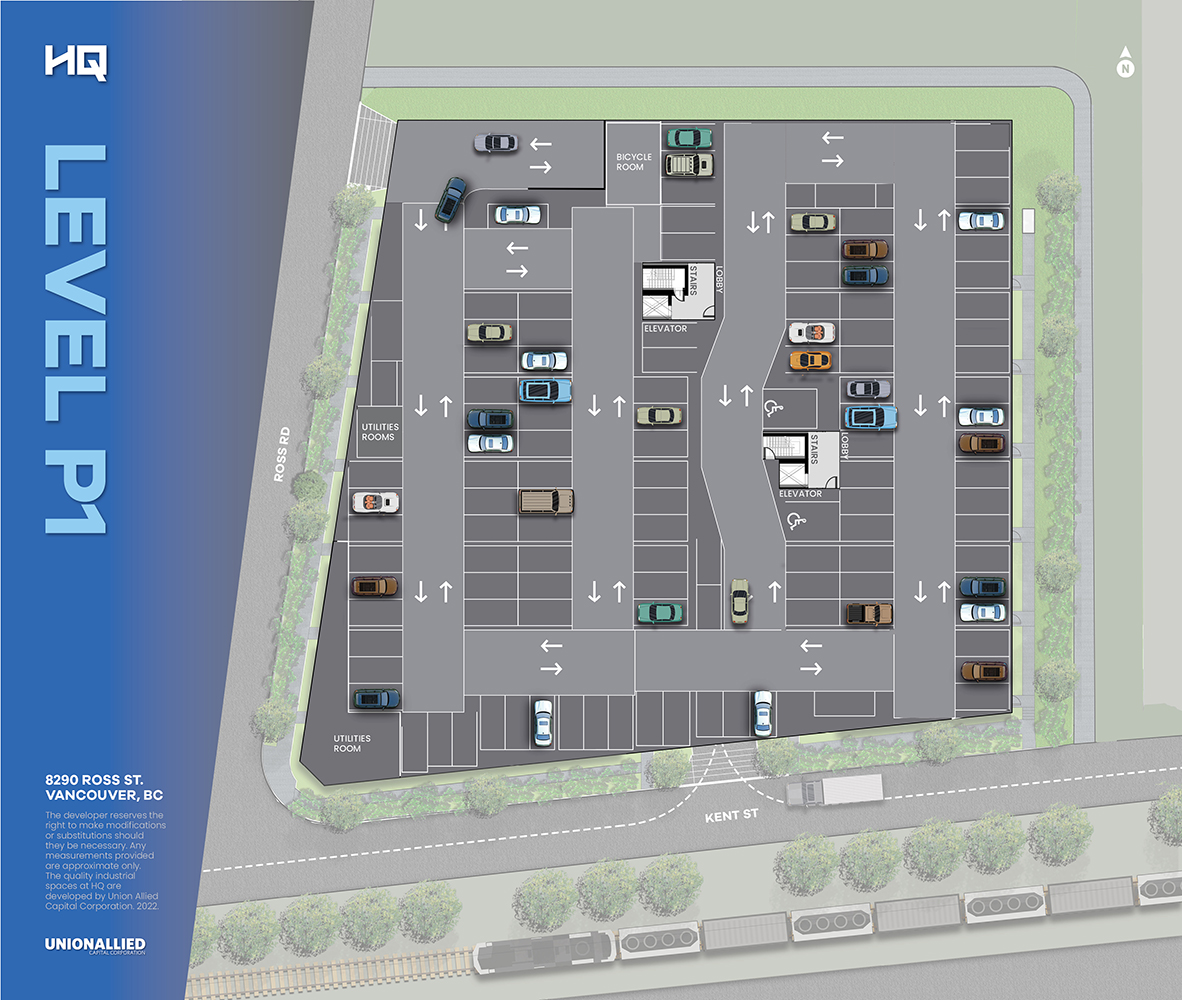 HQ
LEVEL P1
8290 ROSS ST.
VANCOUVER, BC
The developer reserves the
right to make modifications
or substitutions should
they be necessary. Any
measurements provided
are approximate only.
The quality industrial
spaces at HQ are
developed by Union Allied
Capital Corporation. 2022.
UNIONALLIED
CAPITAL CORPORATION
N
BICYCLE
ROOM
STAIRS
LOBBY
ELEVATOR
UTILITIES
ROOMS
STAIRS
LOBBY
ELEVATOR
ROSS RD
UTILITIES
ROOM
KENT ST